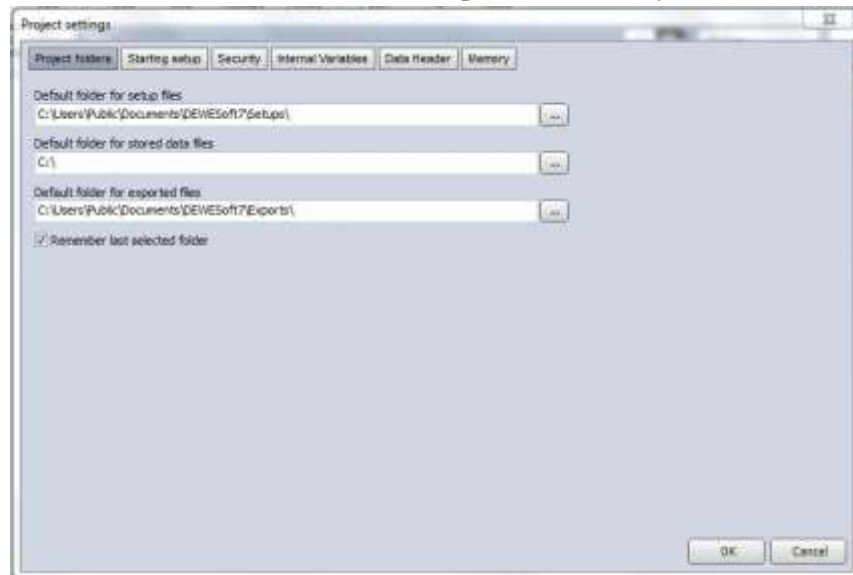 Project settings
Project folders Starting setup Security Internal Variables Data Header Memory
Default folder for setup files
C:\Users\Public\Documents\DEWESoft7\Setups\
...
Default folder for stored data files
C:\
...
Default folder for exported files
C:\Users\Public\Documents\DEWESoft7\Exports\
...
Remember last selected folder
OK Cancel